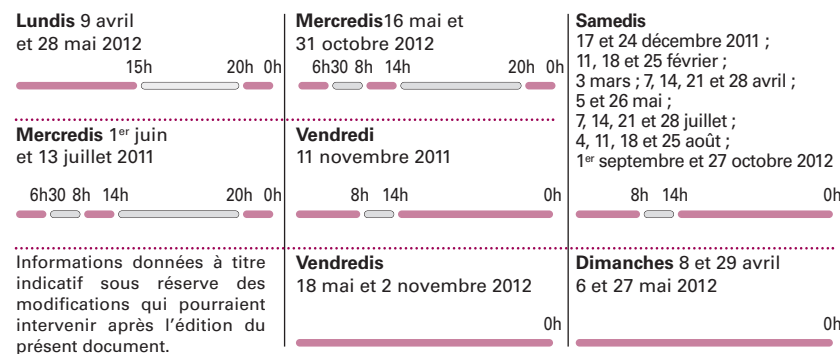 Lundis 9 avril
et 28 mai 2012
15h 20h 0h
Mercredis 1er juin
et 13 juillet 2011
6h30 8h 14h 20h 0h
Informations données à titre
indicatif sous réserve des
modifications qui pourraient
intervenir après l'édition du
présent document.
Mercredis16 mai et
31 octobre 2012
6h30 8h 14h 20h 0h
Vendredi
11 novembre 2011
8h 14h 0h
Vendredis
18 mai et 2 novembre 2012
0h
Samedis
17 et 24 décembre 2011 ;
11, 18 et 25 février ;
3 mars ; 7, 14, 21 et 28 avril ;
5 et 26 mai ;
7, 14, 21 et 28 juillet ;
4, 11, 18 et 25 août ;
1er septembre et 27 octobre 2012
8h 14h 0h
Dimanches 8 et 29 avril
6 et 27 mai 2012
0h